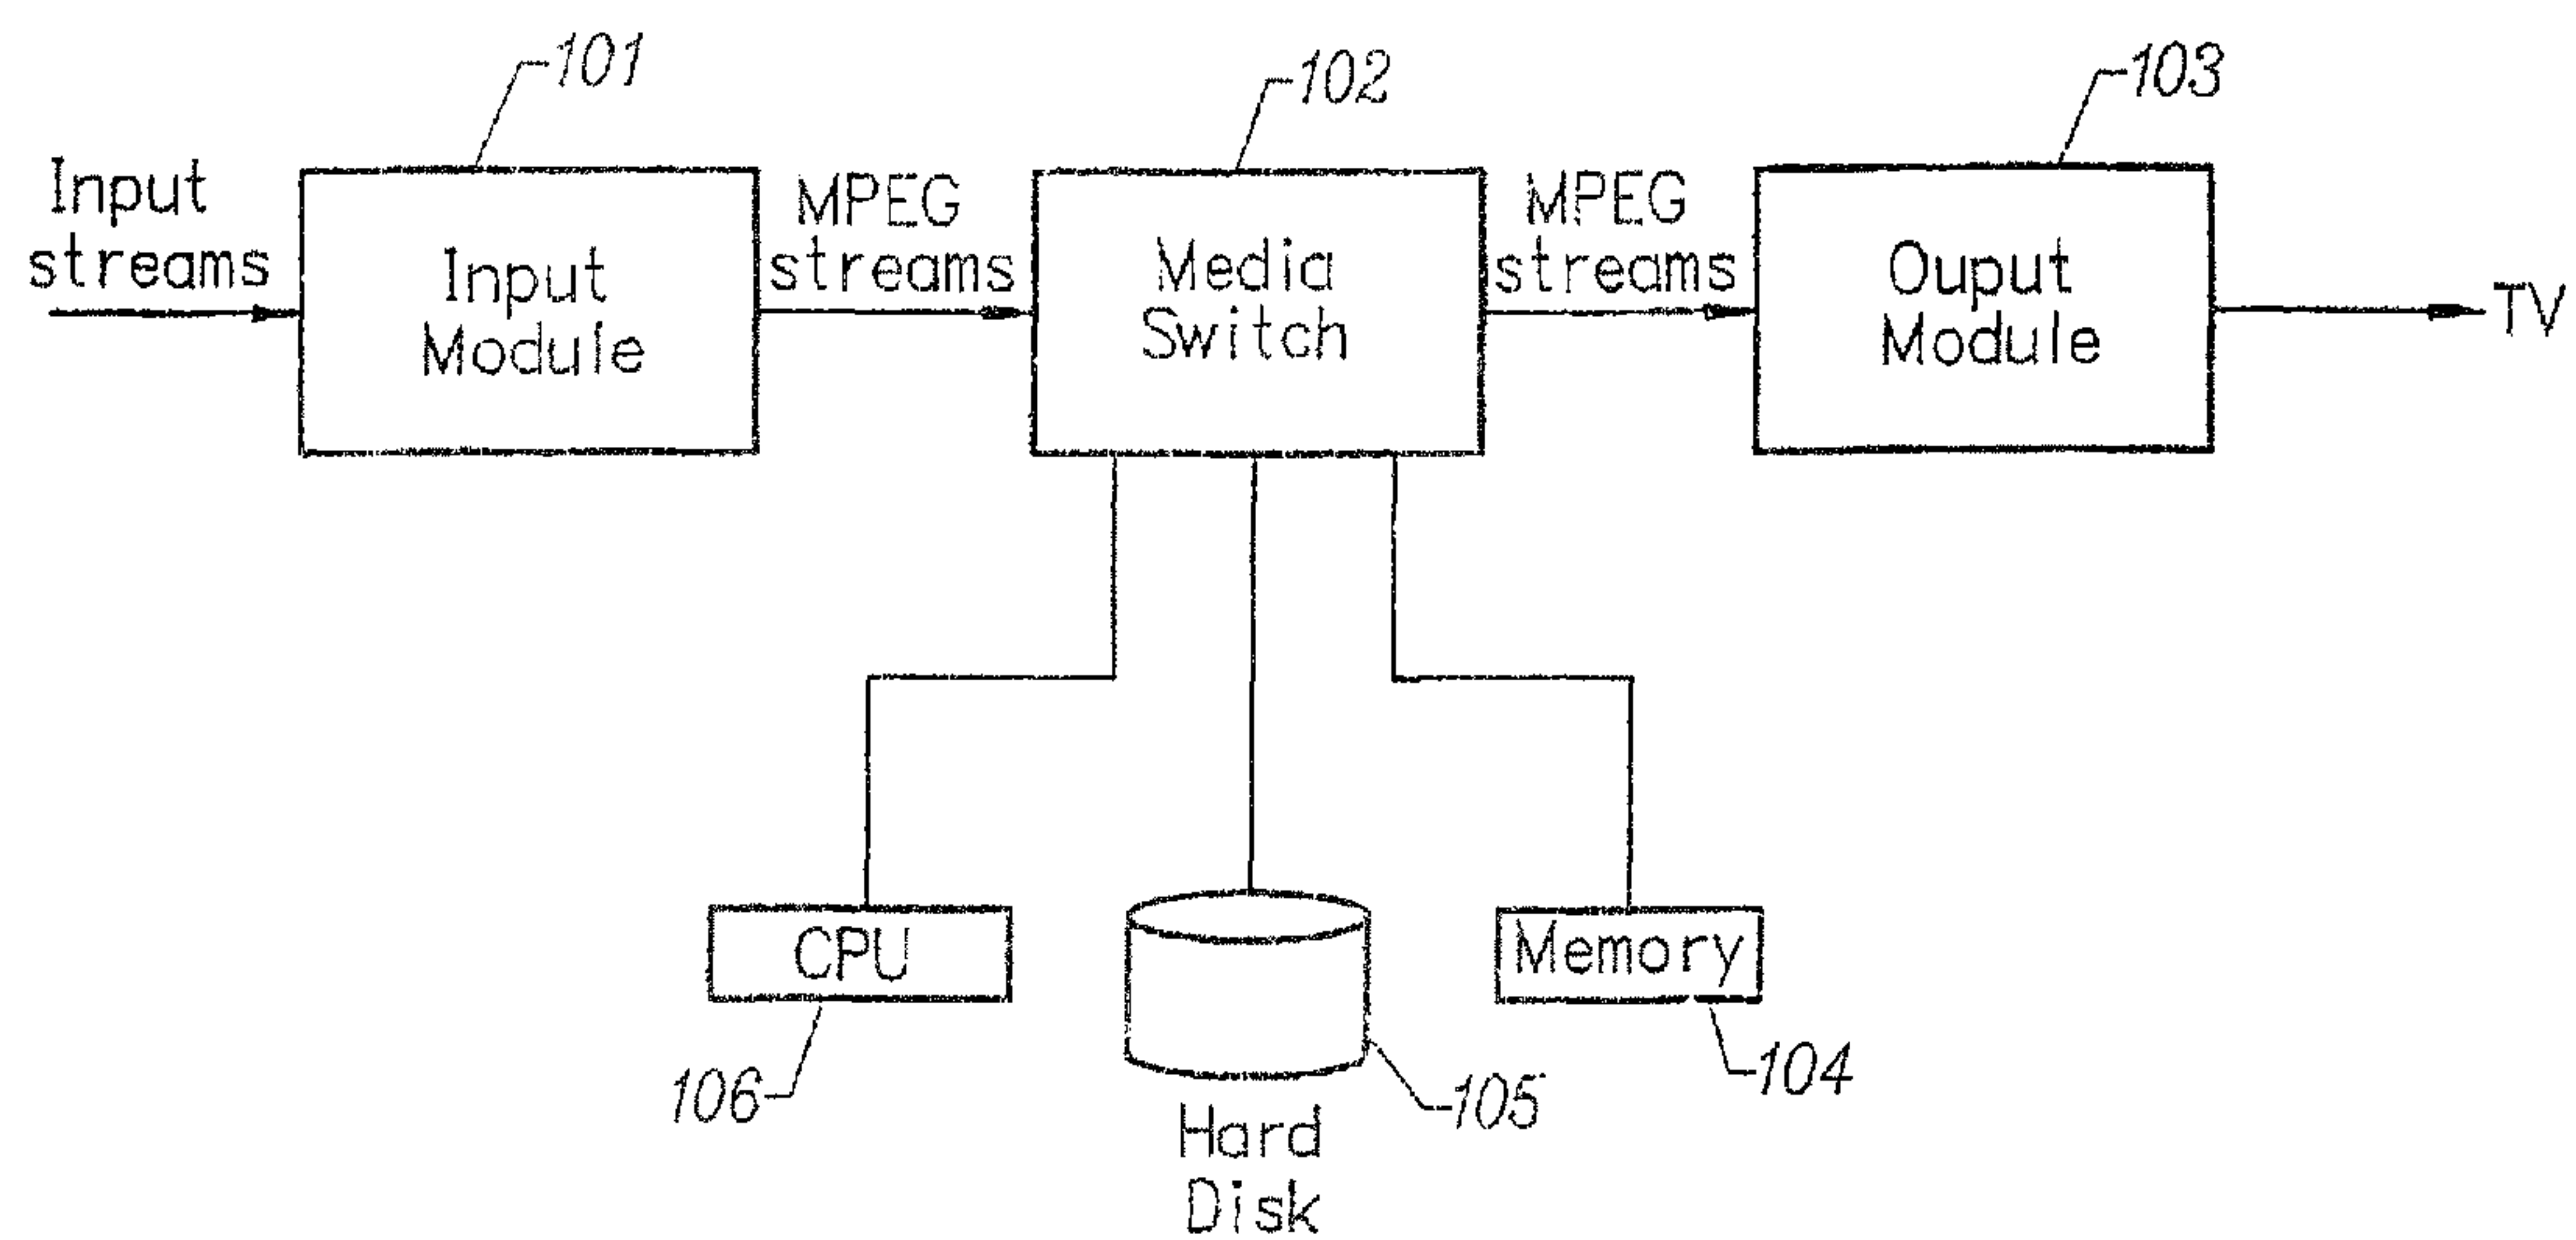 101
102
103
Input
streams
Input
Module
MPEG
streams
Media
Switch
MPEG
streams
Ouput
Module
TV
CPU
106
Hard
Disk
105
Memory
104